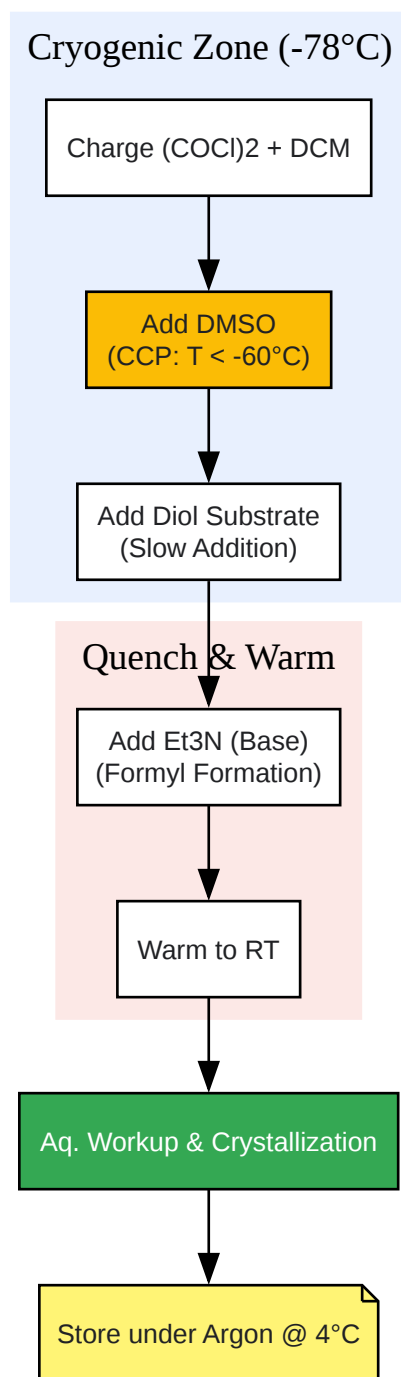 Cryogenic Zone (-78°C)
Charge (COCl)2 + DCM
Add DMSO
(CCP: T < -60°C)
Add Diol Substrate
(Slow Addition)
Quench & Warm
Add Et3N (Base)
(Formyl Formation)
Warm to RT
Aq. Workup & Crystallization
Store under Argon @ 4°C